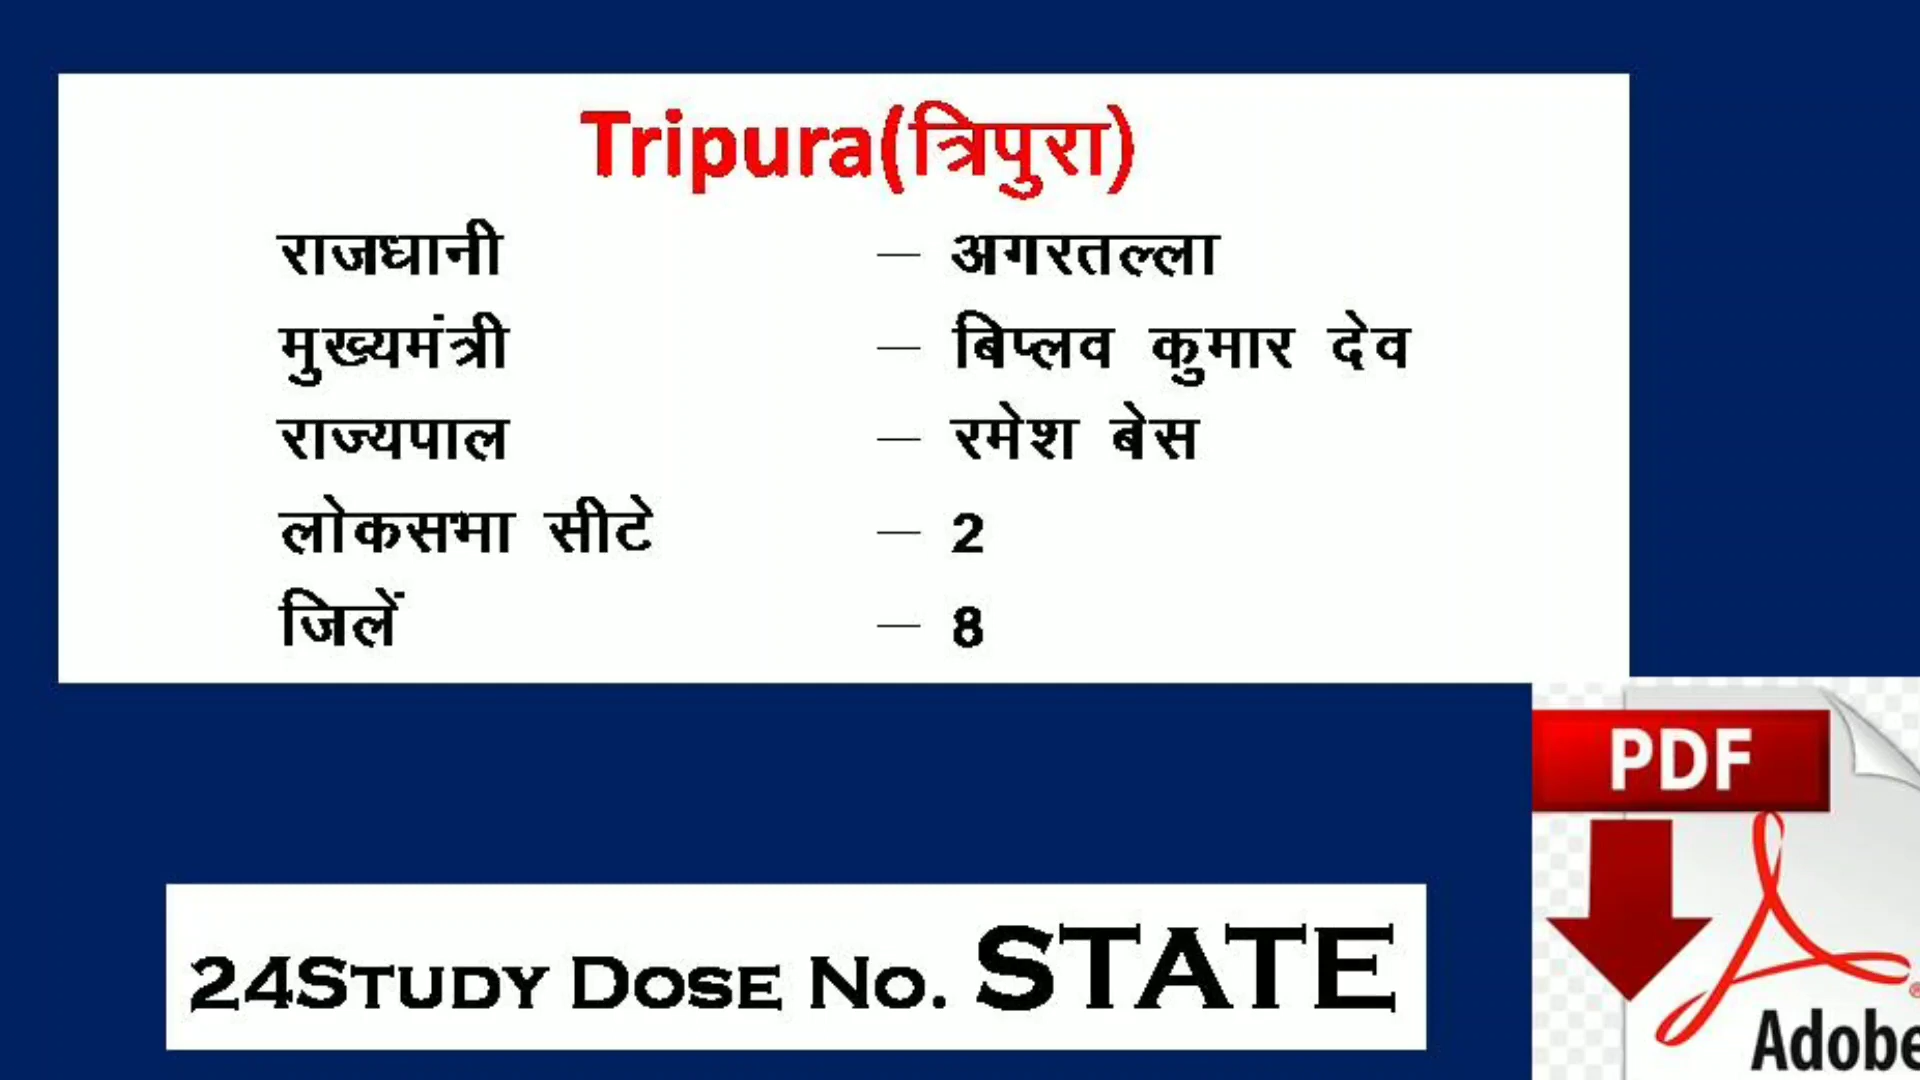 Tripura(त्रिपुरा)
राजधानी – अगरतल्ला
मुख्यमंत्री – बिप्लव कुमार देव
राज्यपाल – रमेश बेस
लोकसभा सीटे – 2
जिलें – 8
PDF
24STUDY DOSE NO. STATE
Adobe